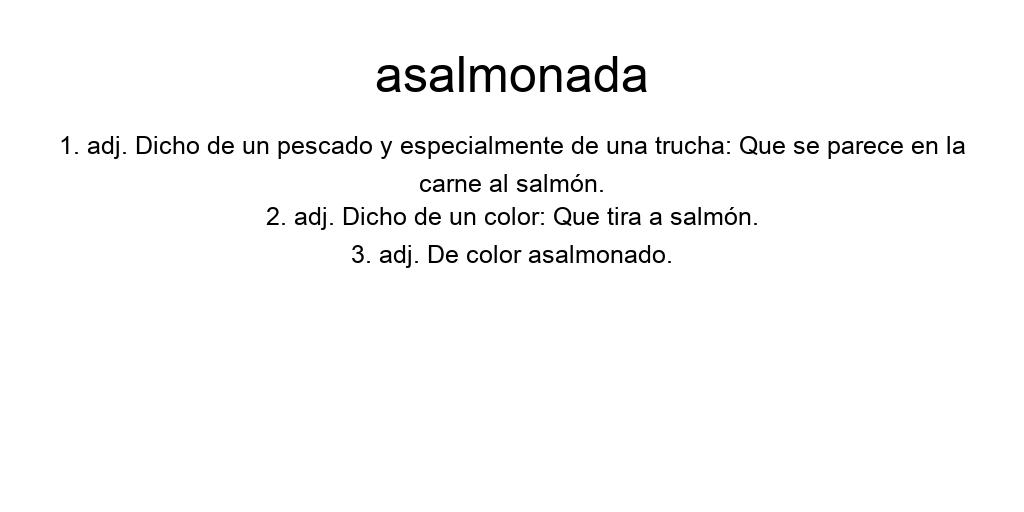 asalmonada
1. adj. Dicho de un pescado y especialmente de una trucha: Que se parece en la
carne al salmón.
2. adj. Dicho de un color: Que tira a salmón.
3. adj. De color asalmonado.